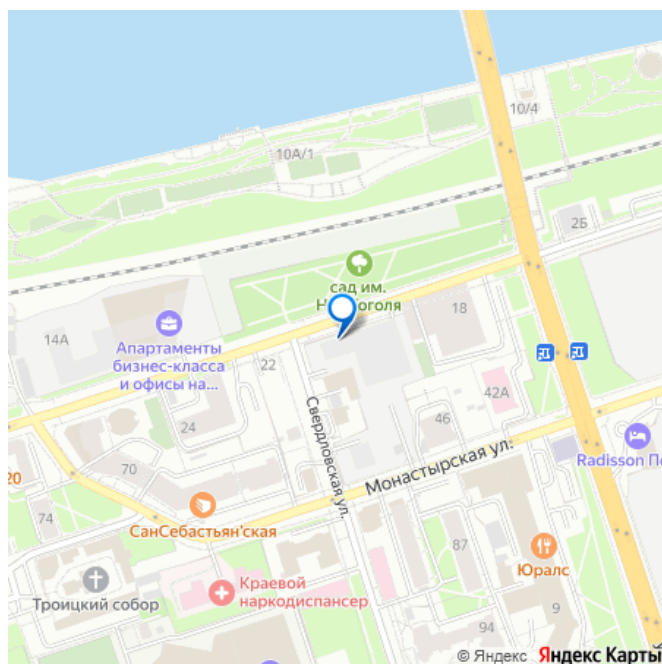 10/4
10А/1
2Б
сад им.
18
14А
Апартаменты
бизнес-класса
и офисы на...
22
42А
24
46
Свердловская ул.
Монастырская ул.
Radisson
20
70
74
СанСебастьян'ская
87
Юралс
Краевой
наркодиспансер
Троицкий собор
9
94
© Яндекс Яндекс Карты